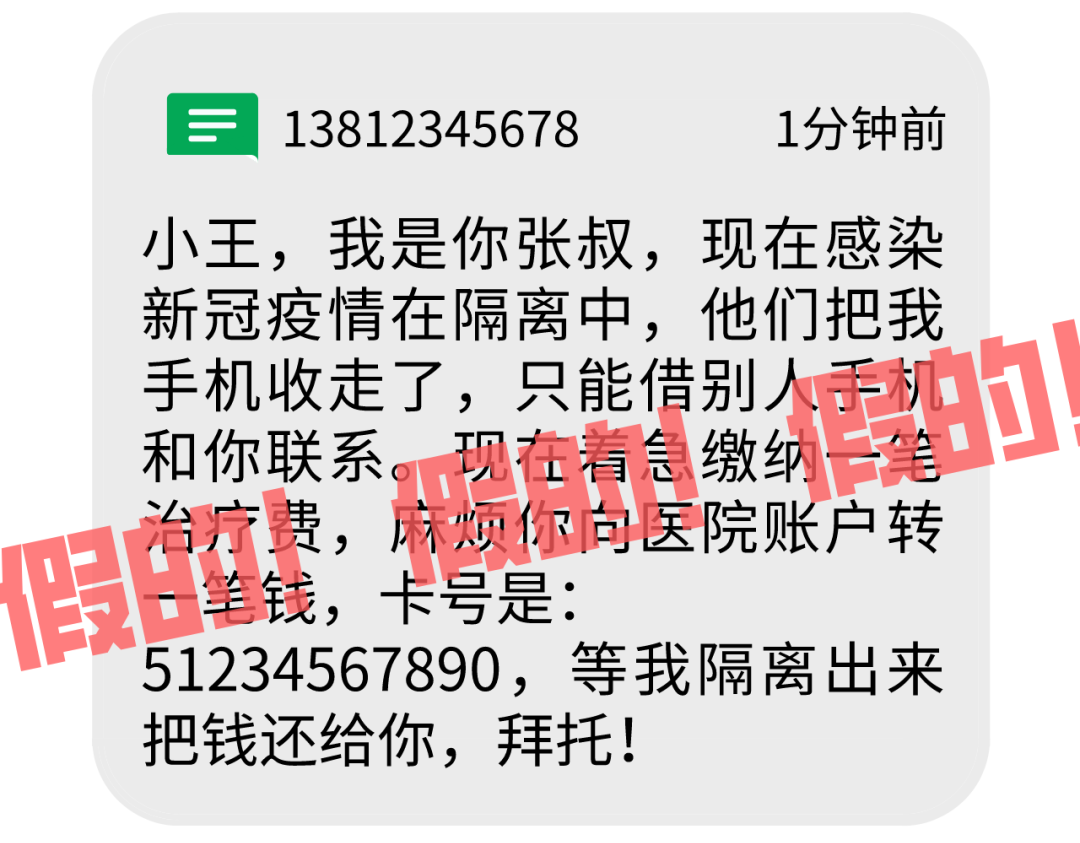 13812345678 1分钟前
小王，我是你张叔，现在感染
新冠疫情在隔离中，他们把我
手机收走了，只能借别人手机
和你联系。现在着急缴纳一笔
治疗费，麻烦你向医院账户转
一笔钱，卡号是：
51234567890，等我隔离出来
把钱还给你，拜托！
假的！假的！假的！